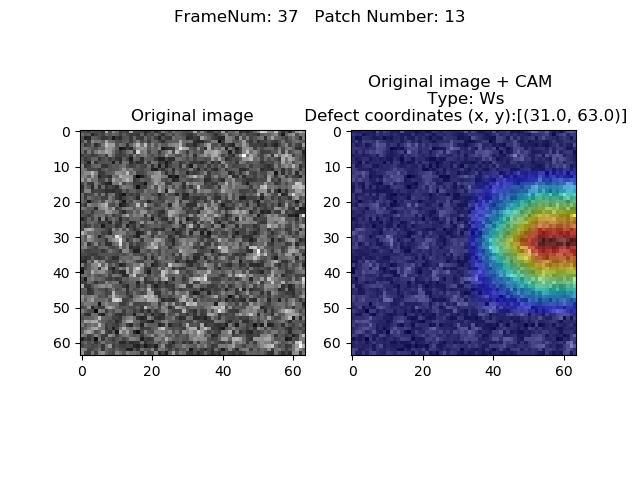 FrameNum: 37   Patch Number: 13
Original image
Original image + CAM
Type: Ws
Defect coordinates (x, y):[(31.0, 63.0)]
0
10
20
30
40
50
60
0 20 40 60
0
10
20
30
40
50
60
0 20 40 60